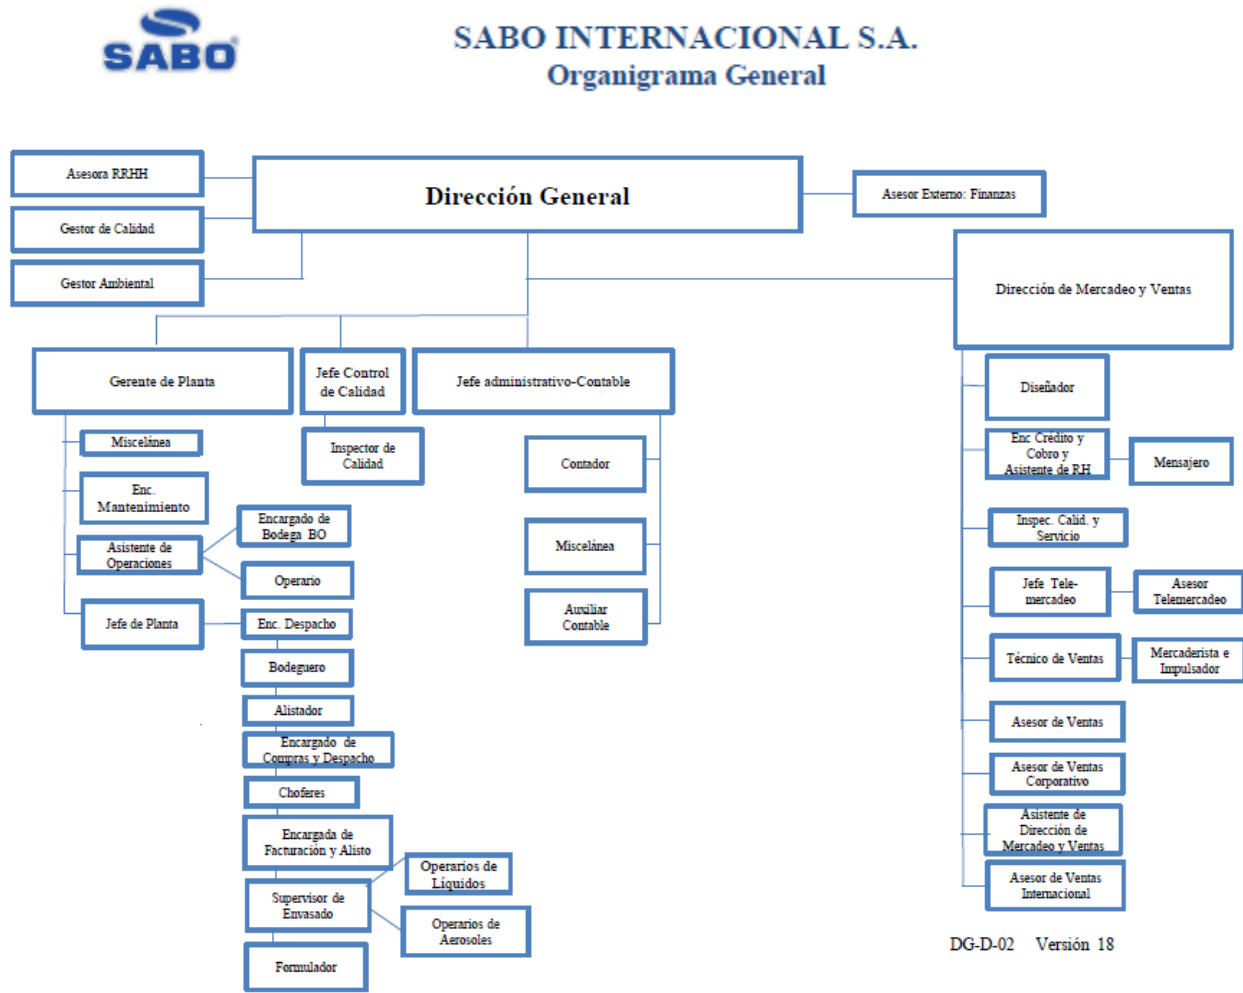 SABO
SABO INTERNACIONAL S.A.
Organigrama General
Asesora RRHH
Gestor de Calidad
Gestor Ambiental
Dirección General
Asesor Externo: Finanzas
Dirección de Mercadeo y Ventas
Gerente de Planta
Jefe Control
de Calidad
Jefe administrativo-Contable
Miscelánea
Enc.
Mantenimiento
Asistente de
Operaciones
Encargado de
Bodega BO
Operario
Jefe de Planta
Enc. Despacho
Bodeguero
Alistador
Encargado de
Compras y Despacho
Choferes
Encargada de
Facturación y Alisto
Supervisor de
Envasado
Operarios de
Líquidos
Operarios de
Aerosoles
Formulador
Inspector de
Calidad
Contador
Miscelánea
Auxiliar
Contable
Diseñador
Enc Crédito y
Cobro y
Asistente de RH
Mensajero
Inspec. Calid. y
Servicio
Jefe Tele-
mercadeo
Asesor
Telemercadeo
Técnico de Ventas
Mercaderista e
Impulsador
Asesor de Ventas
Asesor de Ventas
Corporativo
Asistente de
Dirección de
Mercadeo y Ventas
Asesor de Ventas
Internacional
DG-D-02 Versión 18